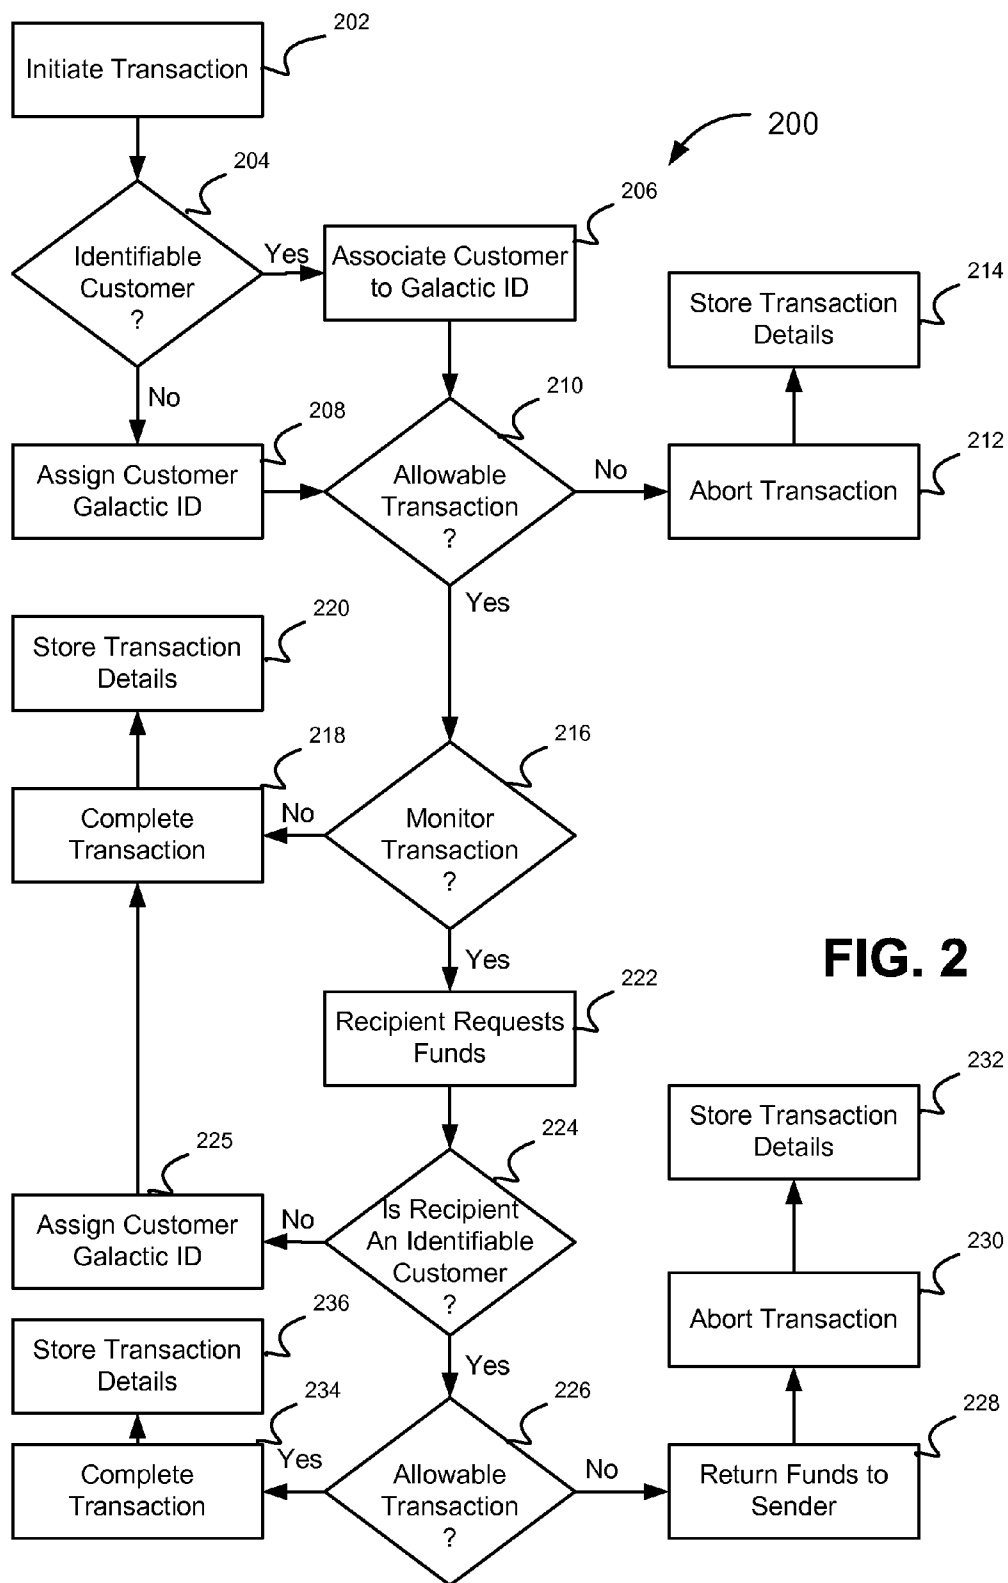 202
Initiate Transaction
200
204
Identifiable
Customer
?
Yes
206
Associate Customer
to Galactic ID
214
Store Transaction
Details
No
208
Assign Customer
Galactic ID
210
Allowable
Transaction
?
No
212
Abort Transaction
Yes
220
Store Transaction
Details
218
Complete
Transaction
No
216
Monitor
Transaction
?
Yes
FIG. 2
222
Recipient Requests
Funds
232
Store Transaction
Details
224
Is Recipient
An Identifiable
Customer
?
No
225
Assign Customer
Galactic ID
230
Abort Transaction
236
Store Transaction
Details
Yes
234
Complete
Transaction
Yes
226
Allowable
Transaction
?
No
228
Return Funds to
Sender